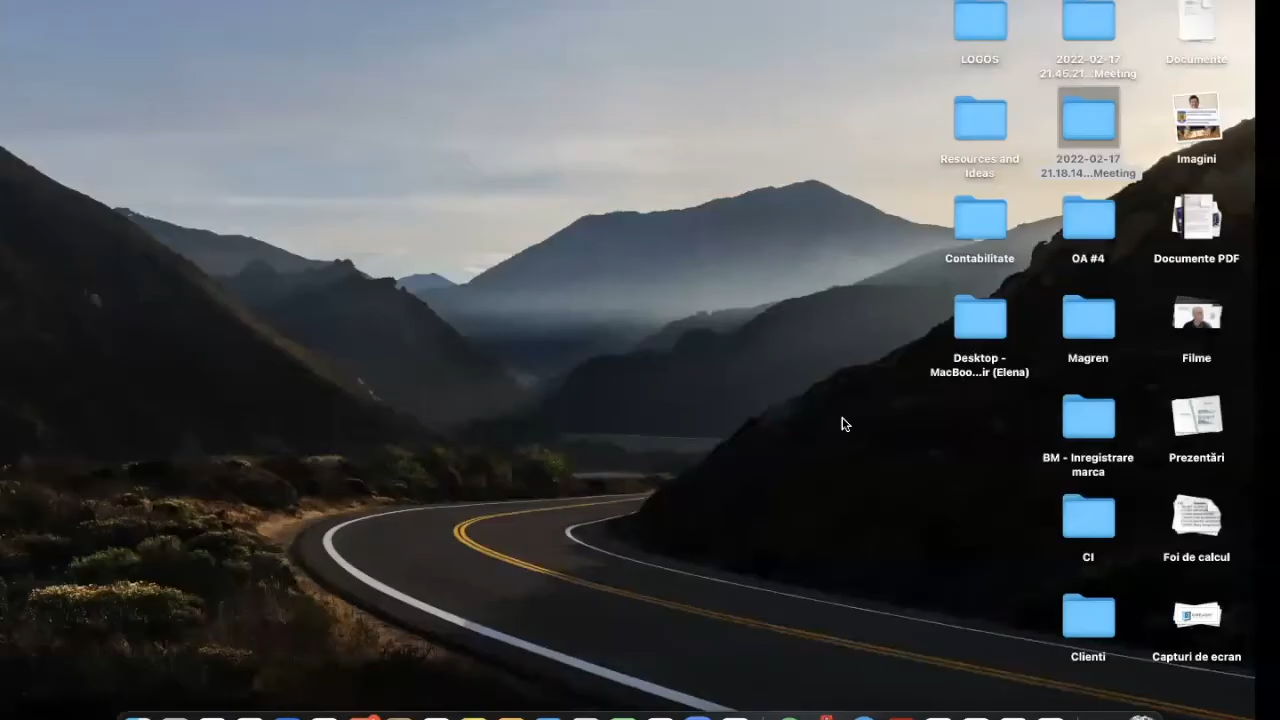 LOGOS
2022-02-17
21.45.21...Meeting
Documente
Resources and
Ideas
2022-02-17
21.18.14...Meeting
Imagini
Contabilitate
OA #4
Documente PDF
Desktop -
MacBoo...ir (Elena)
Magren
Filme
BM - Inregistrare
marca
Prezentări
CI
Foi de calcul
Clienti
Capturi de ecran